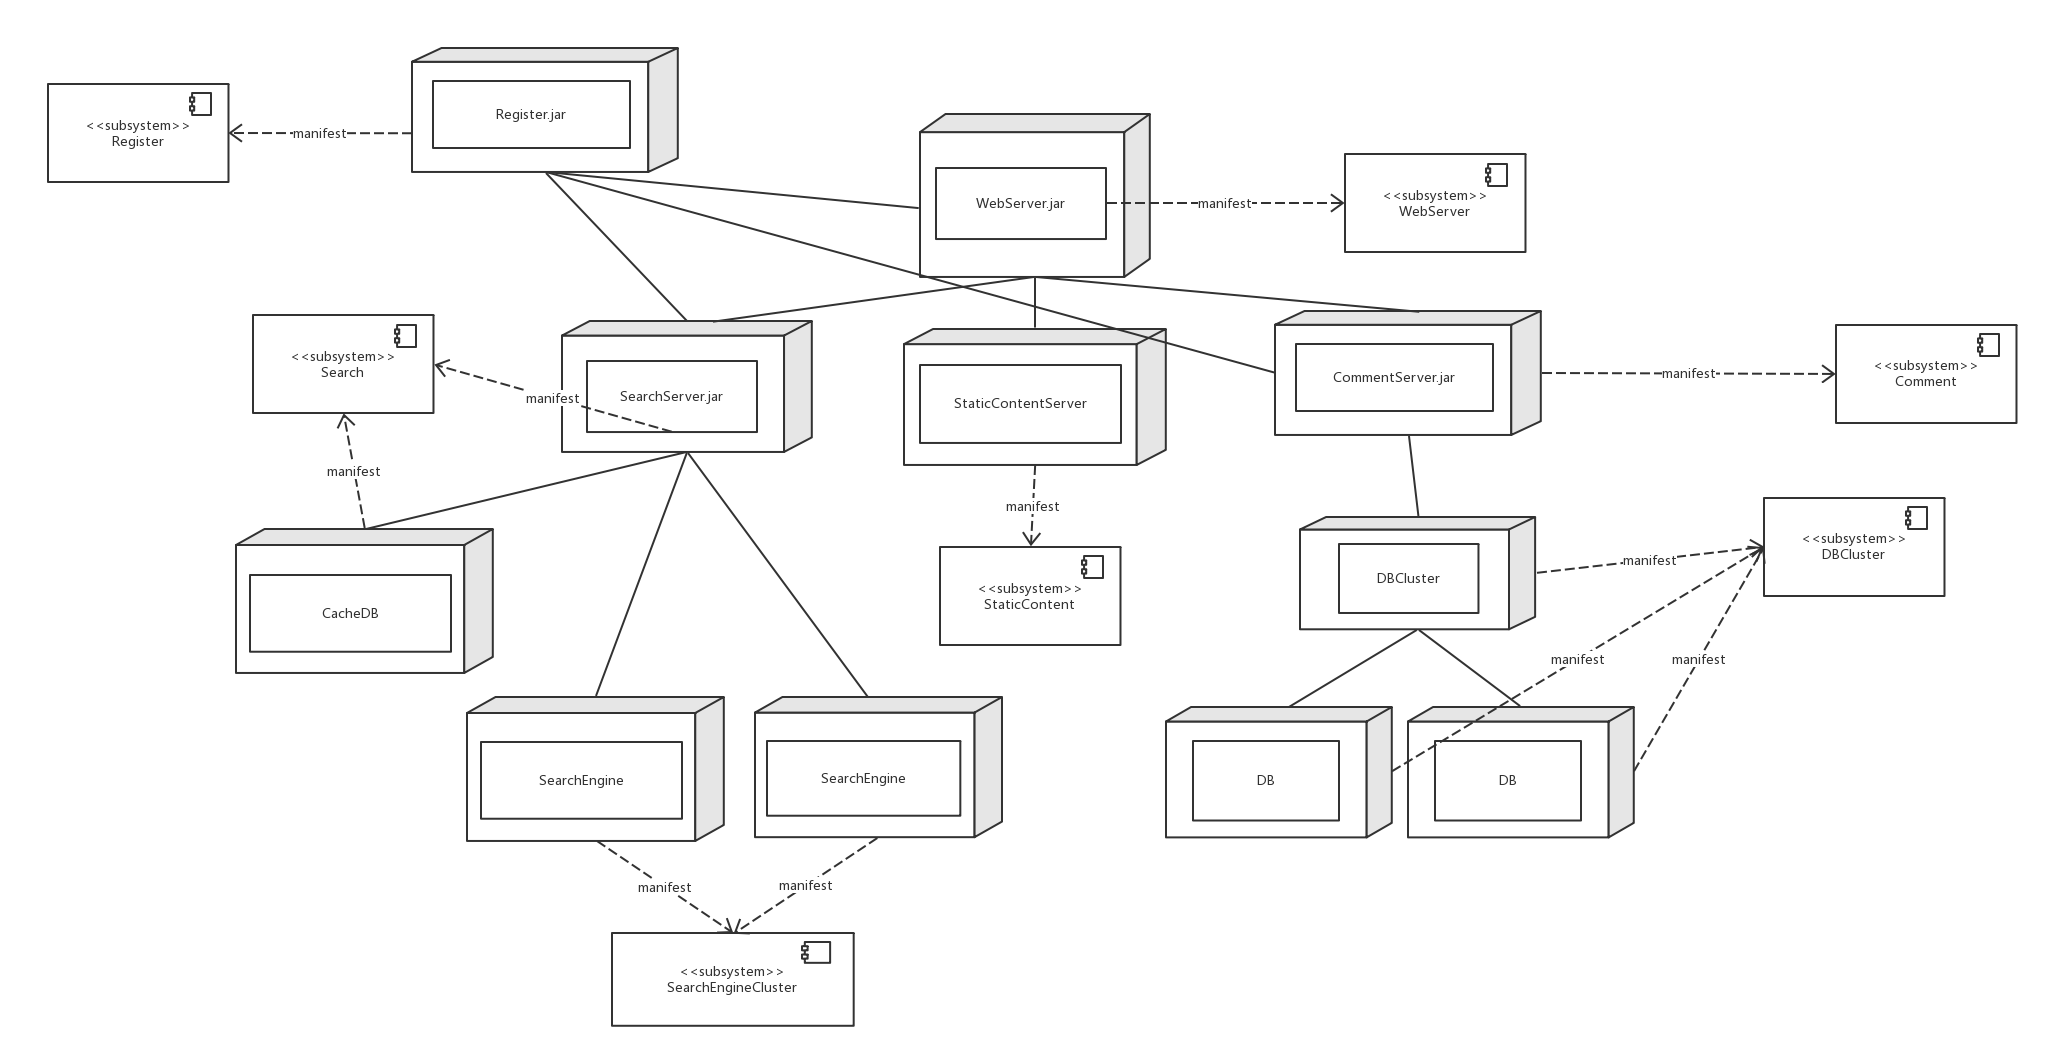 Register.jar
<<subsystem>>
Register
manifest
WebServer.jar
manifest
<<subsystem>>
WebServer
<<subsystem>>
Search
manifest
SearchServer.jar
StaticContentServer
CommentServer.jar
manifest
<<subsystem>>
Comment
manifest
manifest
<<subsystem>>
StaticContent
DBCluster
manifest
<<subsystem>>
DBCluster
CacheDB
manifest
manifest
SearchEngine
SearchEngine
DB
DB
manifest
manifest
<<subsystem>>
SearchEngineCluster